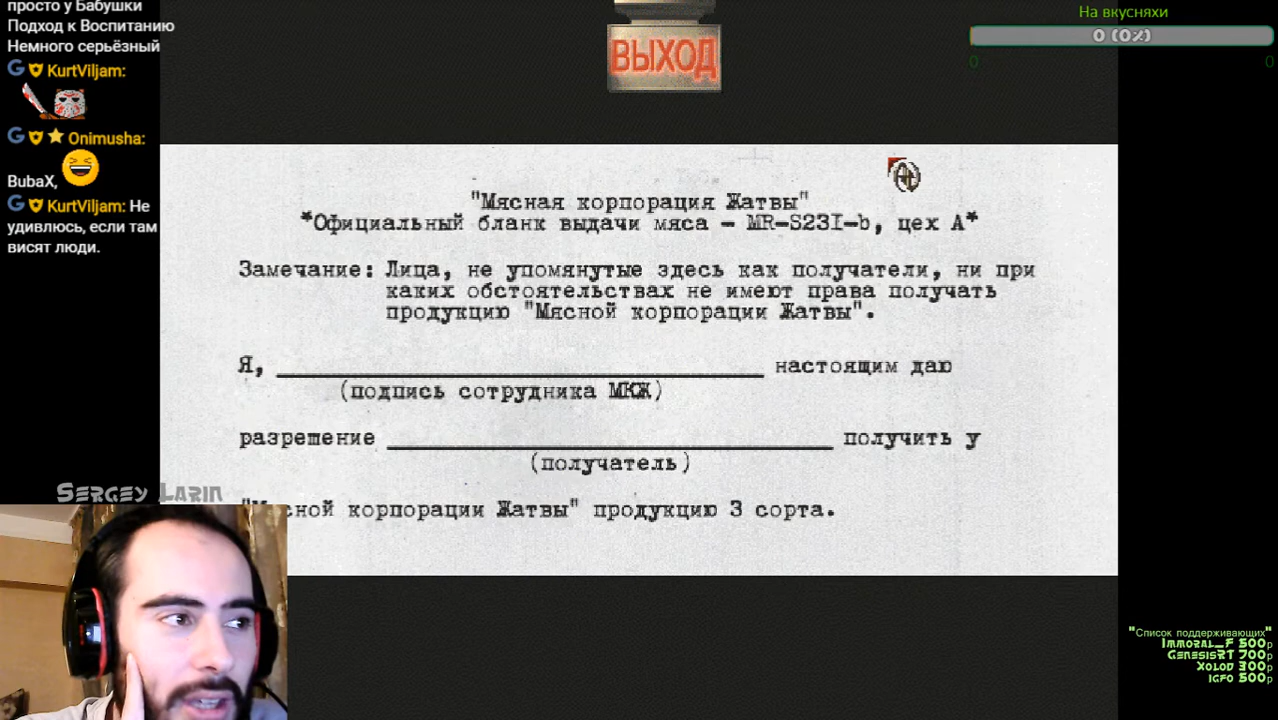 просто у Бабушки
Подход к Воспитанию
Немного серьёзный
KurtViljam:
Onimusha:
BubaX,
KurtViljam: Не
удивлюсь, если там
висят люди.
ВЫХОД
На вкусняхи
0 (0%)
0 0
"Мясная корпорация Жатвы"
*Официальный бланк выдачи мяса – MR–S23I–b, цех А*
Замечание: Лица, не упомянутые здесь как получатели, ни при
каких обстоятельствах не имеют права получать
продукцию "Мясной корпорации Жатвы".
Я, ____ настоящим даю
(подпись сотрудника МКЖ)
разрешение ____ получить у
(получатель)
"Мясной корпорации Жатвы" продукцию 3 сорта.
Sergey Larin
"Список поддерживающих"
Immoral_F 500р
GenesisRT 700р
Xolod 300р
igfo 500р